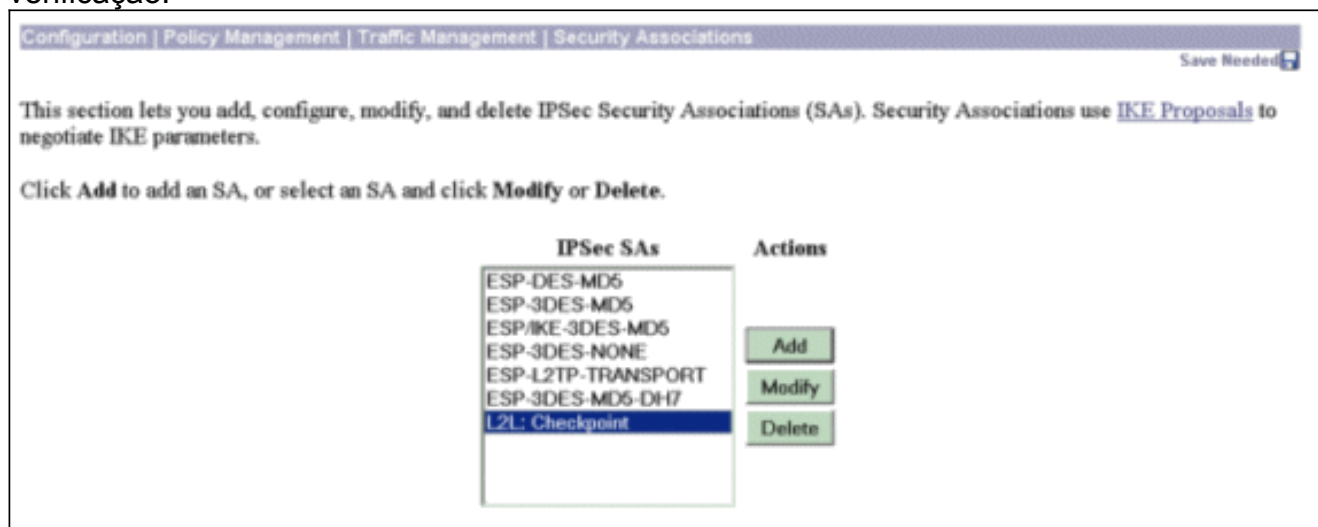 verificação.
Configuration | Policy Management | Traffic Management | Security Associations
Save Needed
This section lets you add, configure, modify, and delete IPSec Security Associations (SAs). Security Associations use IKE Proposals to
negotiate IKE parameters.
Click Add to add an SA, or select an SA and click Modify or Delete.
IPSec SAs
Actions
ESP-DES-MD5
ESP-3DES-MD5
ESP/IKE-3DES-MD5
ESP-3DES-NONE
ESP-L2TP-TRANSPORT
ESP-3DES-MD5-DH7
L2L: Checkpoint
Add
Modify
Delete